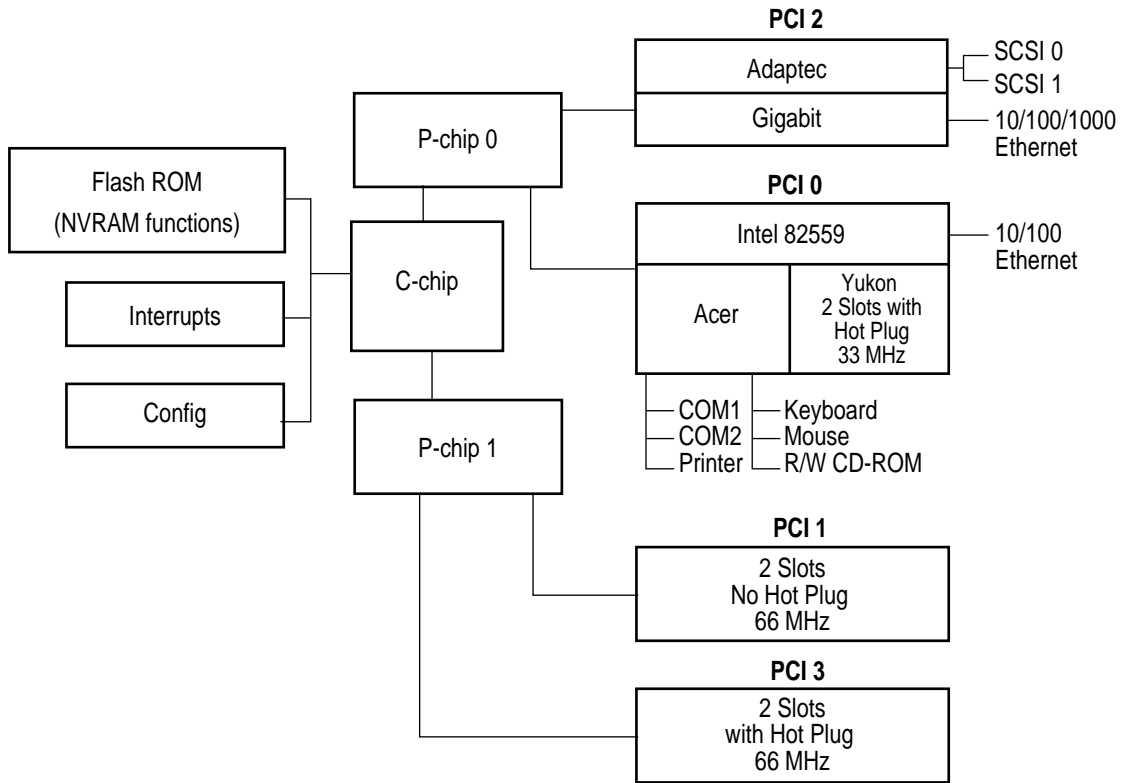 PCI 2
Adaptec
SCSI 0
SCSI 1
Gigabit
10/100/1000
Ethernet
P-chip 0
Flash ROM
(NVRAM functions)
PCI 0
Intel 82559
10/100
Ethernet
C-chip
Acer
Yukon
2 Slots with
Hot Plug
33 MHz
Interrupts
Config
COM1
COM2
Printer
Keyboard
Mouse
R/W CD-ROM
P-chip 1
PCI 1
2 Slots
No Hot Plug
66 MHz
PCI 3
2 Slots
with Hot Plug
66 MHz